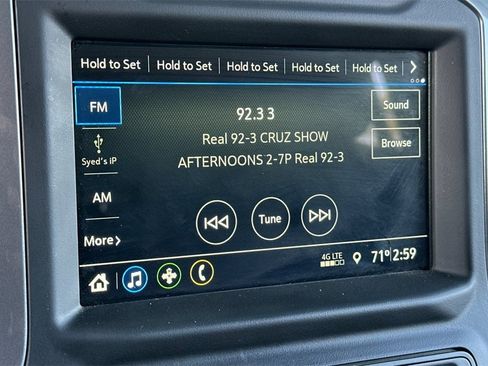 Hold to Set Hold to Set Hold to Set Hold to Set Hold to Set
FM
92.3 3
Sound
Real 92-3 CRUZ SHOW
AFTERNOONS 2-7P Real 92-3
Browse
Syed's iP
AM
Tune
More
4G LTE
71° 2:59